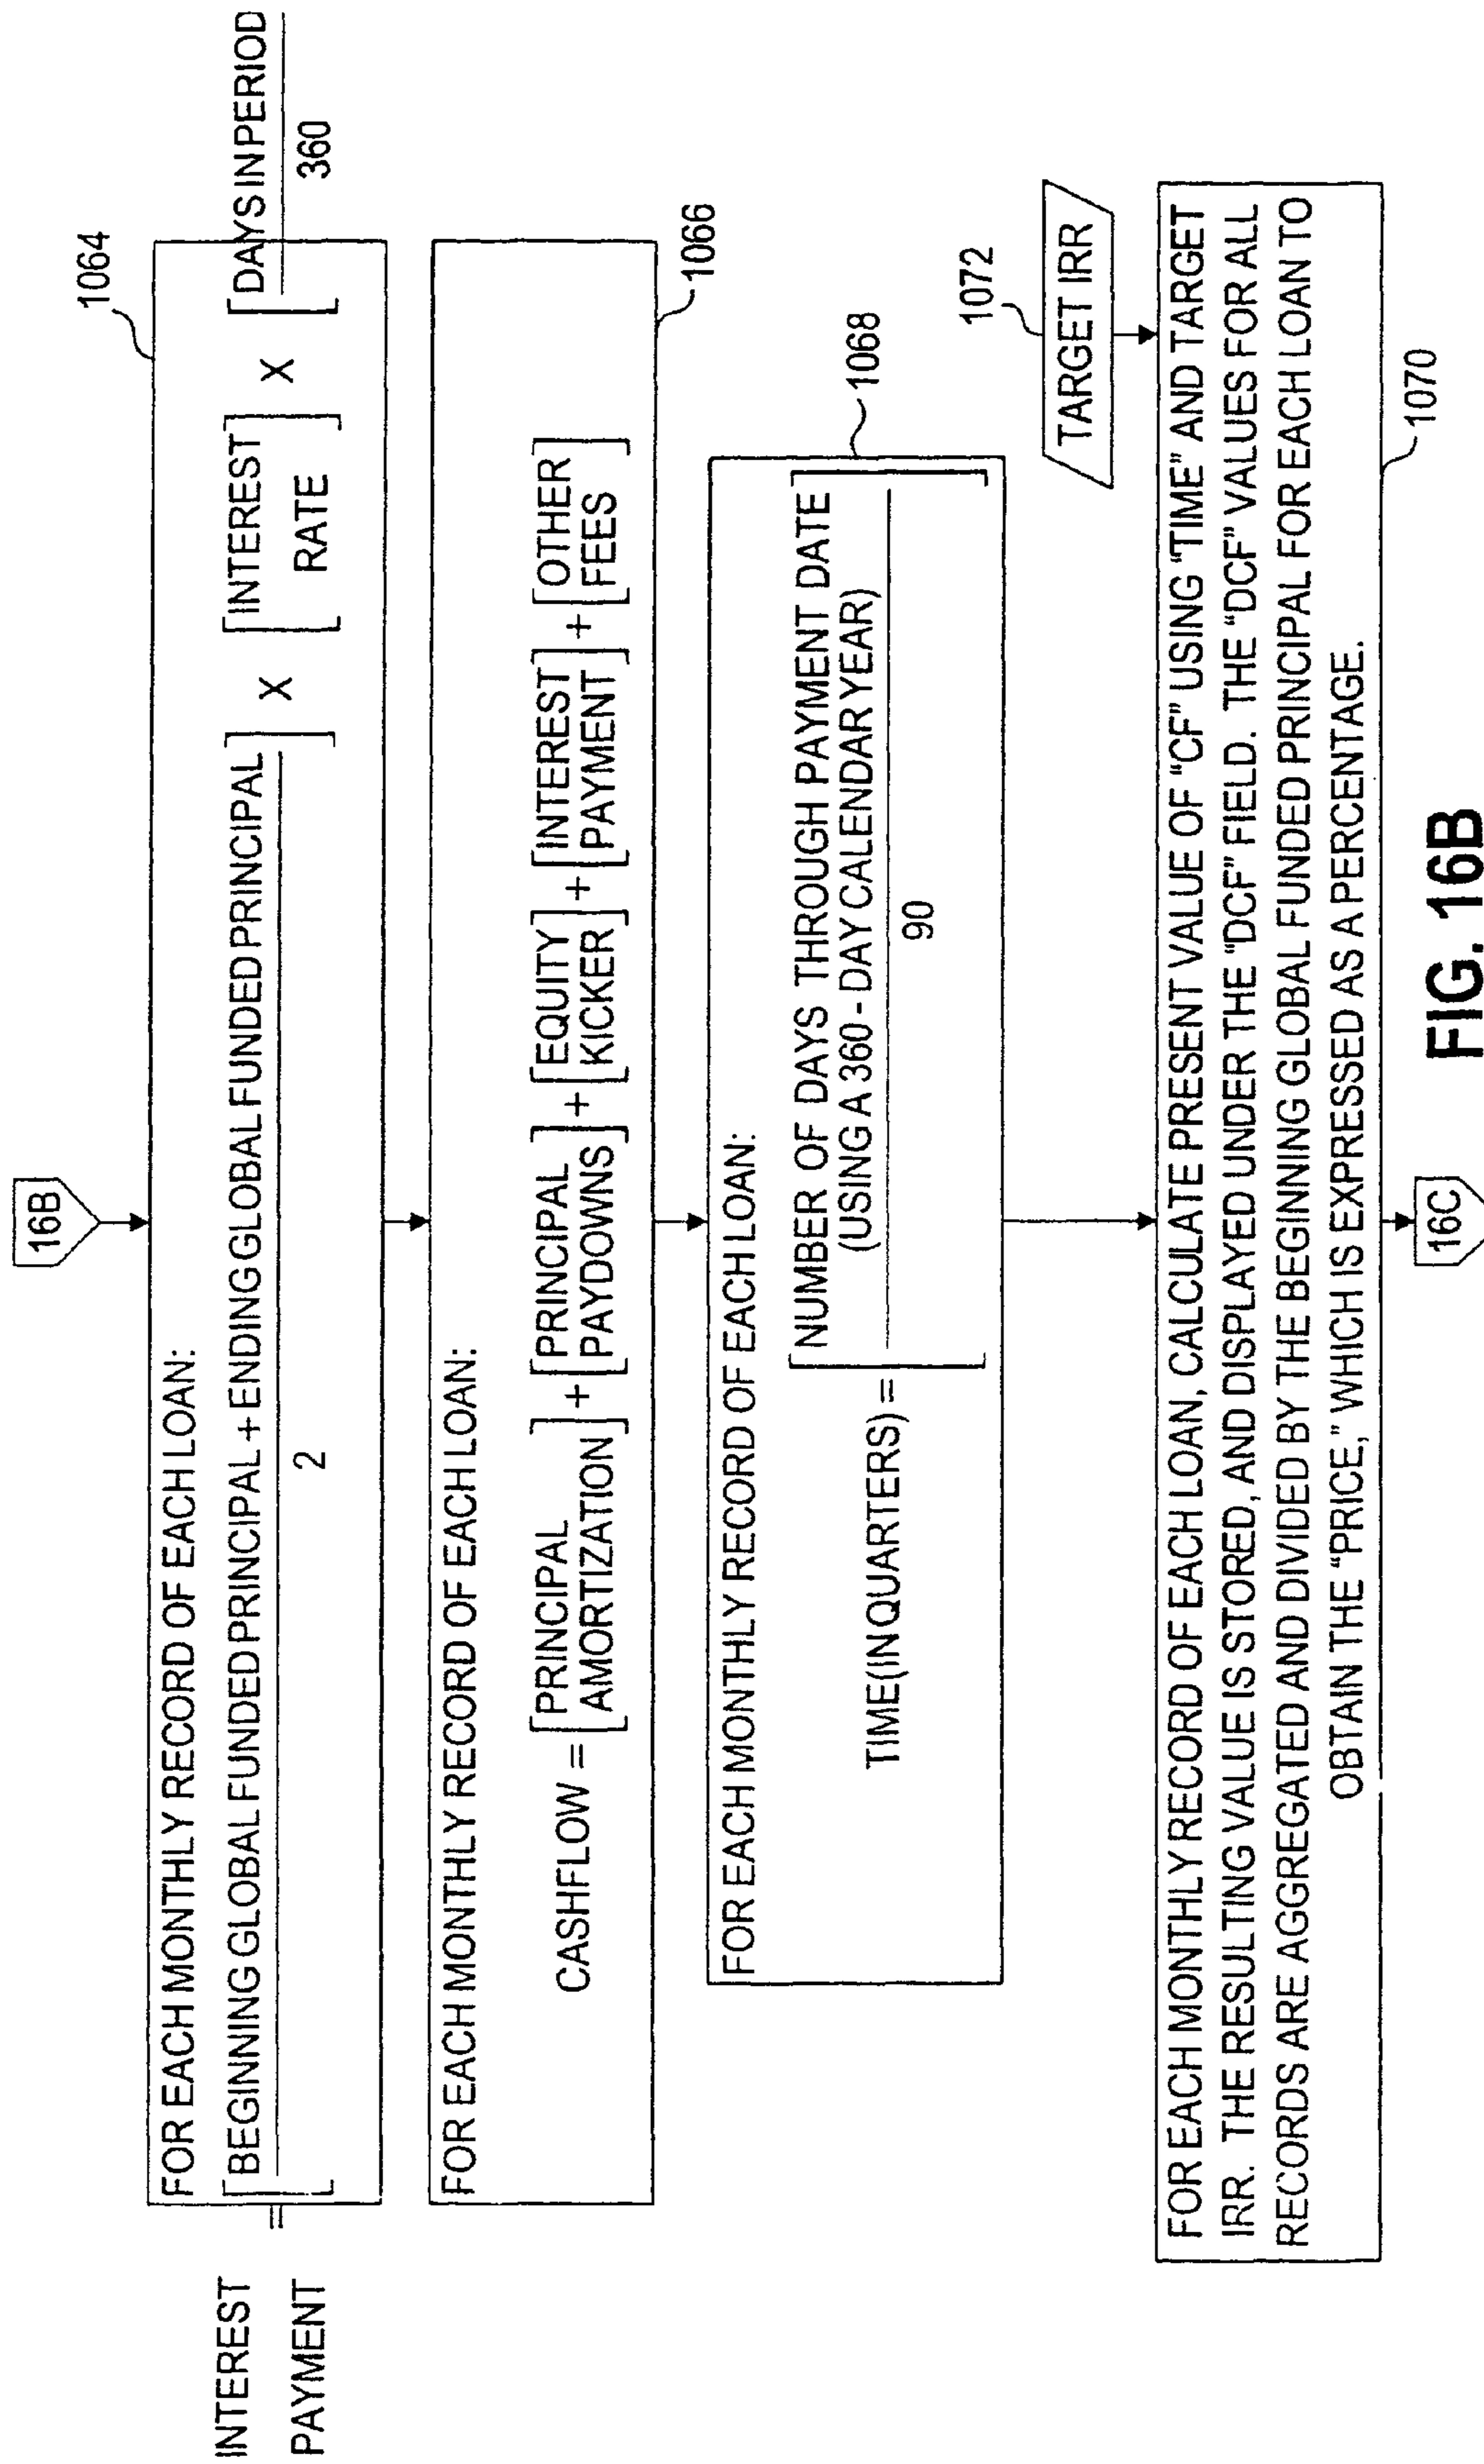 16B
1064
FOR EACH MONTHLY RECORD OF EACH LOAN:
INTEREST PAYMENT = [BEGINNING GLOBAL FUNDED PRINCIPAL + ENDING GLOBAL FUNDED PRINCIPAL] X [INTEREST] X [DAYS IN PERIOD
2 RATE 360
FOR EACH MONTHLY RECORD OF EACH LOAN:
[PRINCIPAL] [PRINCIPAL] [EQUITY] [INTEREST] [OTHER]
CASHFLOW = [AMORTIZATION] + [PAYDOWNS] + [KICKER] + [PAYMENT] + [FEES]
1066
FOR EACH MONTHLY RECORD OF EACH LOAN:
[NUMBER OF DAYS THROUGH PAYMENT DATE]
(USING A 360 - DAY CALENDAR YEAR)
TIME (IN QUARTERS) =
90
1068
1072
TARGET IRR
FOR EACH MONTHLY RECORD OF EACH LOAN, CALCULATE PRESENT VALUE OF "CF" USING "TIME" AND TARGET
IRR. THE RESULTING VALUE IS STORED, AND DISPLAYED UNDER THE "DCF" FIELD. THE "DCF" VALUES FOR ALL
RECORDS ARE AGGREGATED AND DIVIDED BY THE BEGINNING GLOBAL FUNDED PRINCIPAL FOR EACH LOAN TO
OBTAIN THE "PRICE," WHICH IS EXPRESSED AS A PERCENTAGE.
1070
16C
FIG. 16B